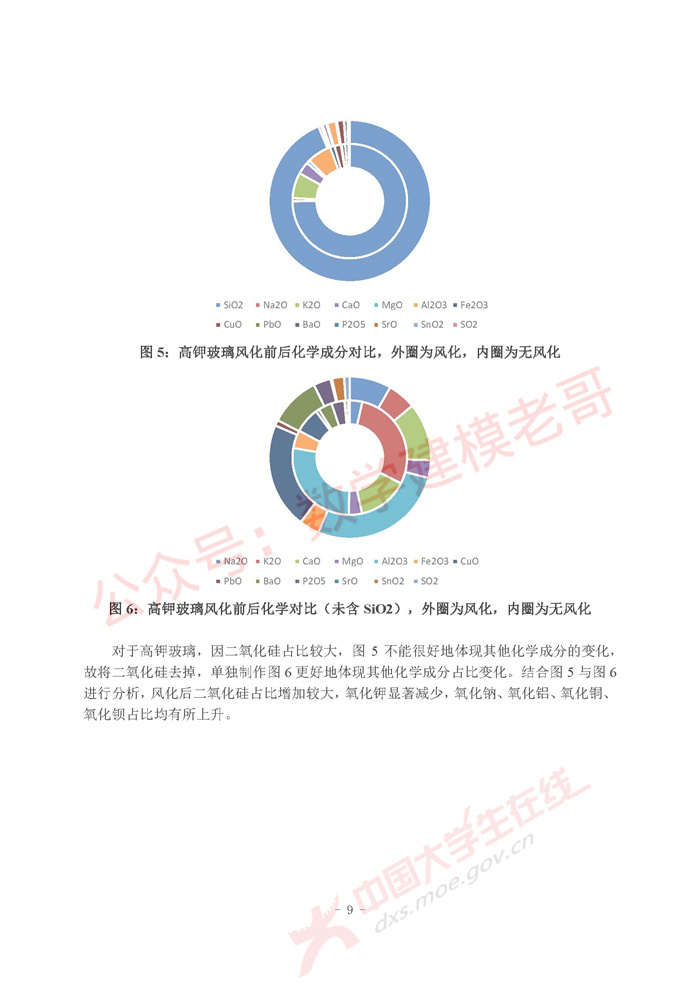 SiO2 Na2O K2O CaO MgO Al2O3 Fe2O3
CuO PbO BaO P2O5 SrO SnO2 SO2
图 5：高钾玻璃风化前后化学成分对比，外圈为风化，内圈为无风化
Na2O K2O CaO MgO Al2O3 Fe2O3 CuO
PbO BaO P2O5 SrO SnO2 SO2
图 6：高钾玻璃风化前后化学对比（未含 SiO2），外圈为风化，内圈为无风化
公众号：数学建模老哥
对于高钾玻璃，因二氧化硅占比较大，图 5 不能很好地体现其他化学成分的变化，
故将二氧化硅去掉，单独制作图 6 更好地体现其他化学成分占比变化。结合图 5 与图 6
进行分析，风化后二氧化硅占比增加较大，氧化钾显著减少，氧化钠、氧化铝、氧化铜、
氧化钡占比均有所上升。
中国大学生在线
dxs.moe.gov.cn
- 9 -